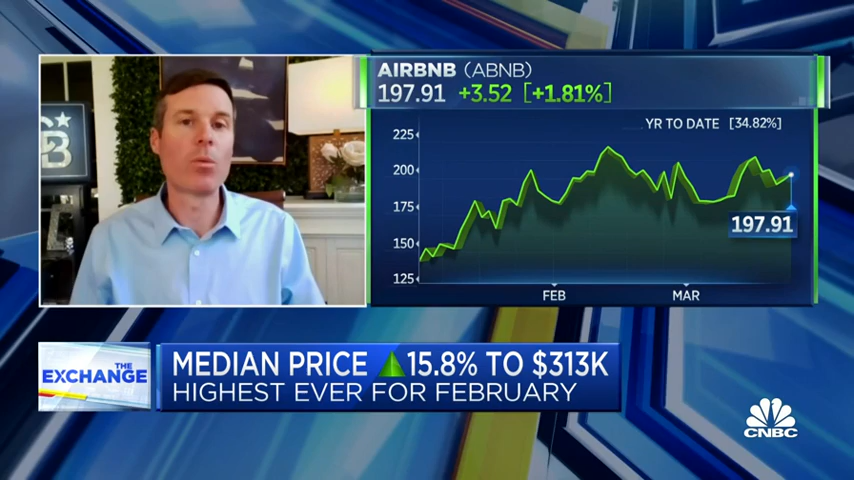 AIRBNB (ABNB)
197.91 +3.52 [+1.81%]
YR TO DATE [34.82%]
225
200
175
150
125
197.91
FEB
MAR
THE
EXCHANGE
MEDIAN PRICE ▲15.8% TO $313K
HIGHEST EVER FOR FEBRUARY
CNBC